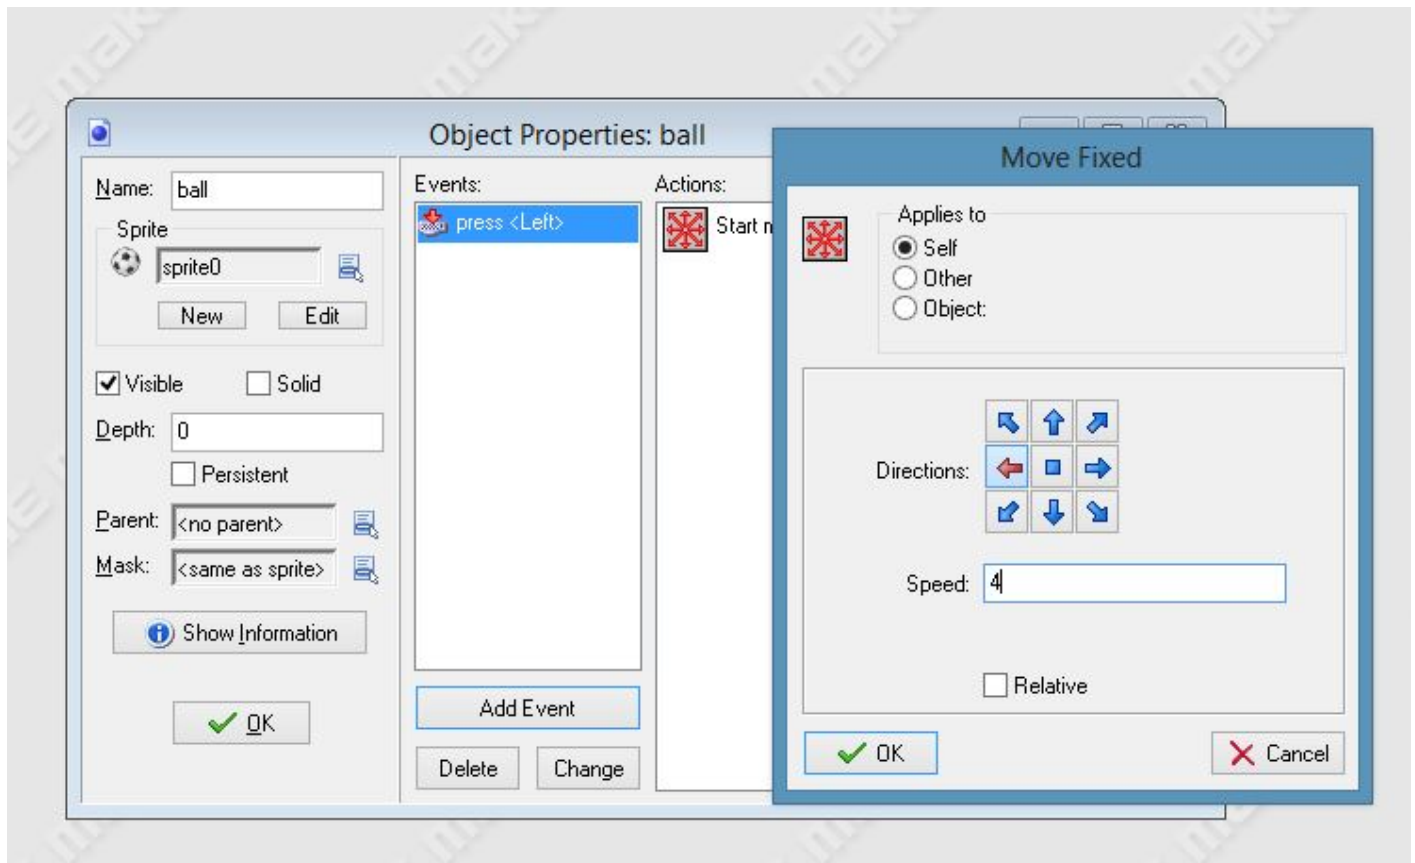 Object Properties: ball
Name: ball
Sprite
sprite0
New Edit
Visible Solid
Depth: 0
Persistent
Parent: <no parent>
Mask: <same as sprite>
Show Information
OK
Events:
press <Left>
Add Event
Delete Change
Actions:
Start
Move Fixed
Applies to
Self
Other
Object:
Directions:
Speed: 4
Relative
OK Cancel